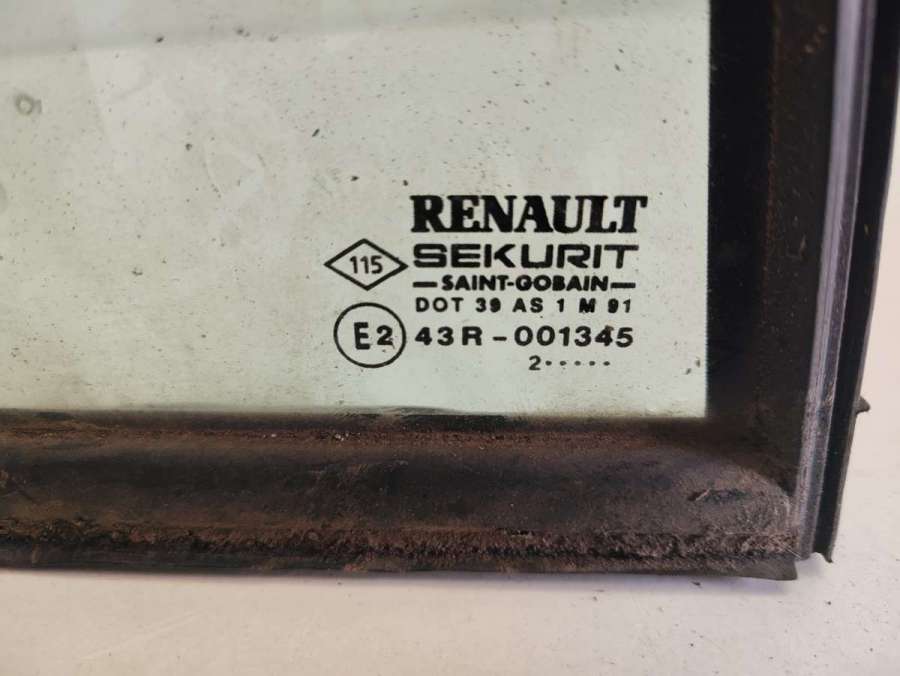 RENAULT
115 SEKURIT
SAINT-GOBAIN
DOT 39 AS 1 M 91
E2 43R-001345
2·····